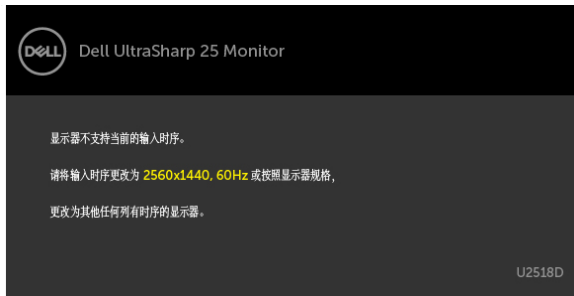 DELL
Dell UltraSharp 25 Monitor
显示器不支持当前的输入时序。
请将输入时序更改为 2560x1440, 60Hz 或按照显示器规格,
更改为其他任何列有时序的显示器。
U2518D